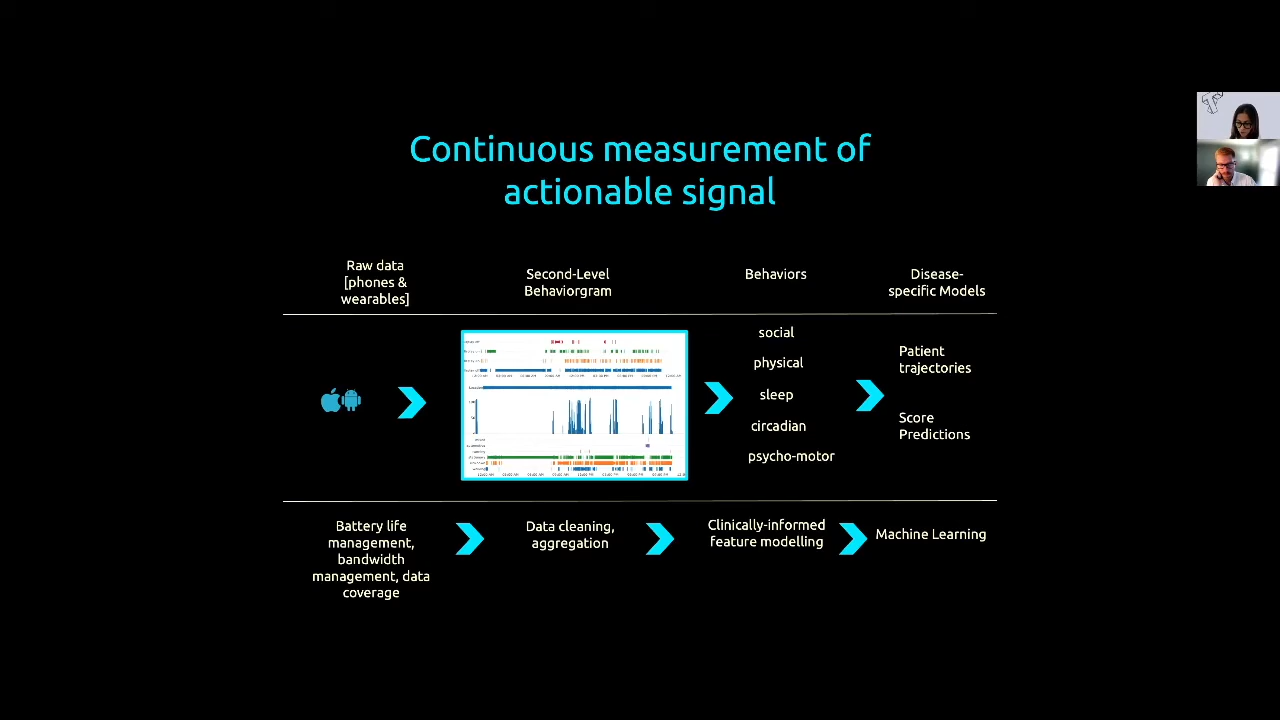 Continuous measurement of
actionable signal
Raw data
[phones &
wearables]
Second-Level
Behaviorgram
Behaviors
Disease-
specific Models
social
physical
sleep
circadian
psycho-motor
Patient
trajectories
Score
Predictions
Battery life
management,
bandwidth
management, data
coverage
Data cleaning,
aggregation
Clinically-informed
feature modelling
Machine Learning